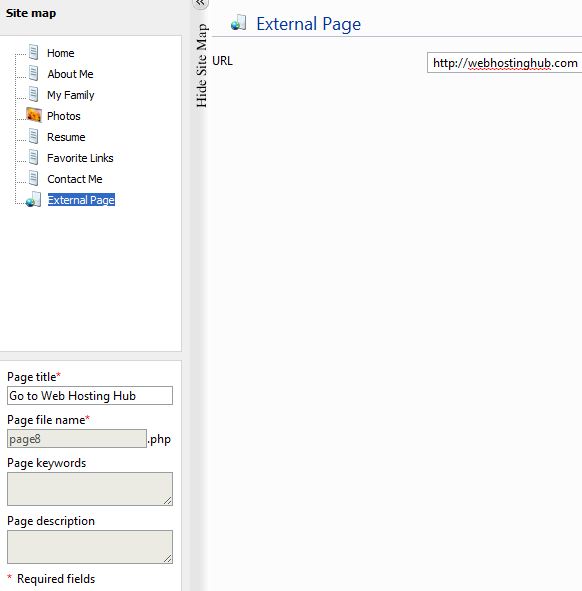 Site map
Home
About Me
My Family
Photos
Resume
Favorite Links
Contact Me
External Page
Page title*
Go to Web Hosting Hub
Page file name*
page8 .php
Page keywords
Page description
* Required fields
Hide Site Map
External Page
URL http://webhostinghub.com